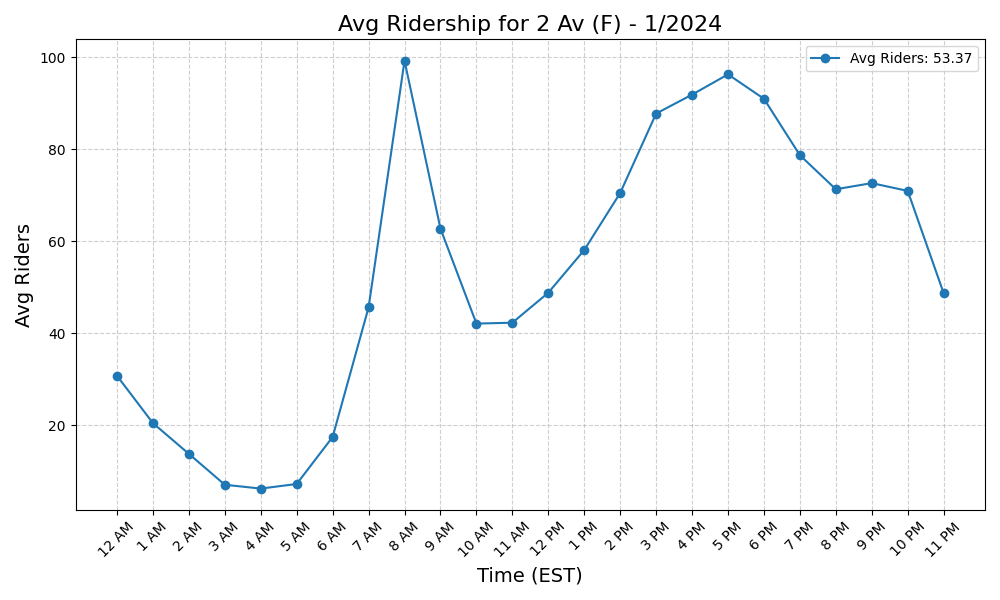 Avg Ridership for 2 Av (F) - 1/2024
Avg Riders: 53.37
Avg Riders
100
80
60
40
20
12 AM
1 AM
2 AM
3 AM
4 AM
5 AM
6 AM
7 AM
8 AM
9 AM
10 AM
11 AM
12 PM
1 PM
2 PM
3 PM
4 PM
5 PM
6 PM
7 PM
8 PM
9 PM
10 PM
11 PM
Time (EST)